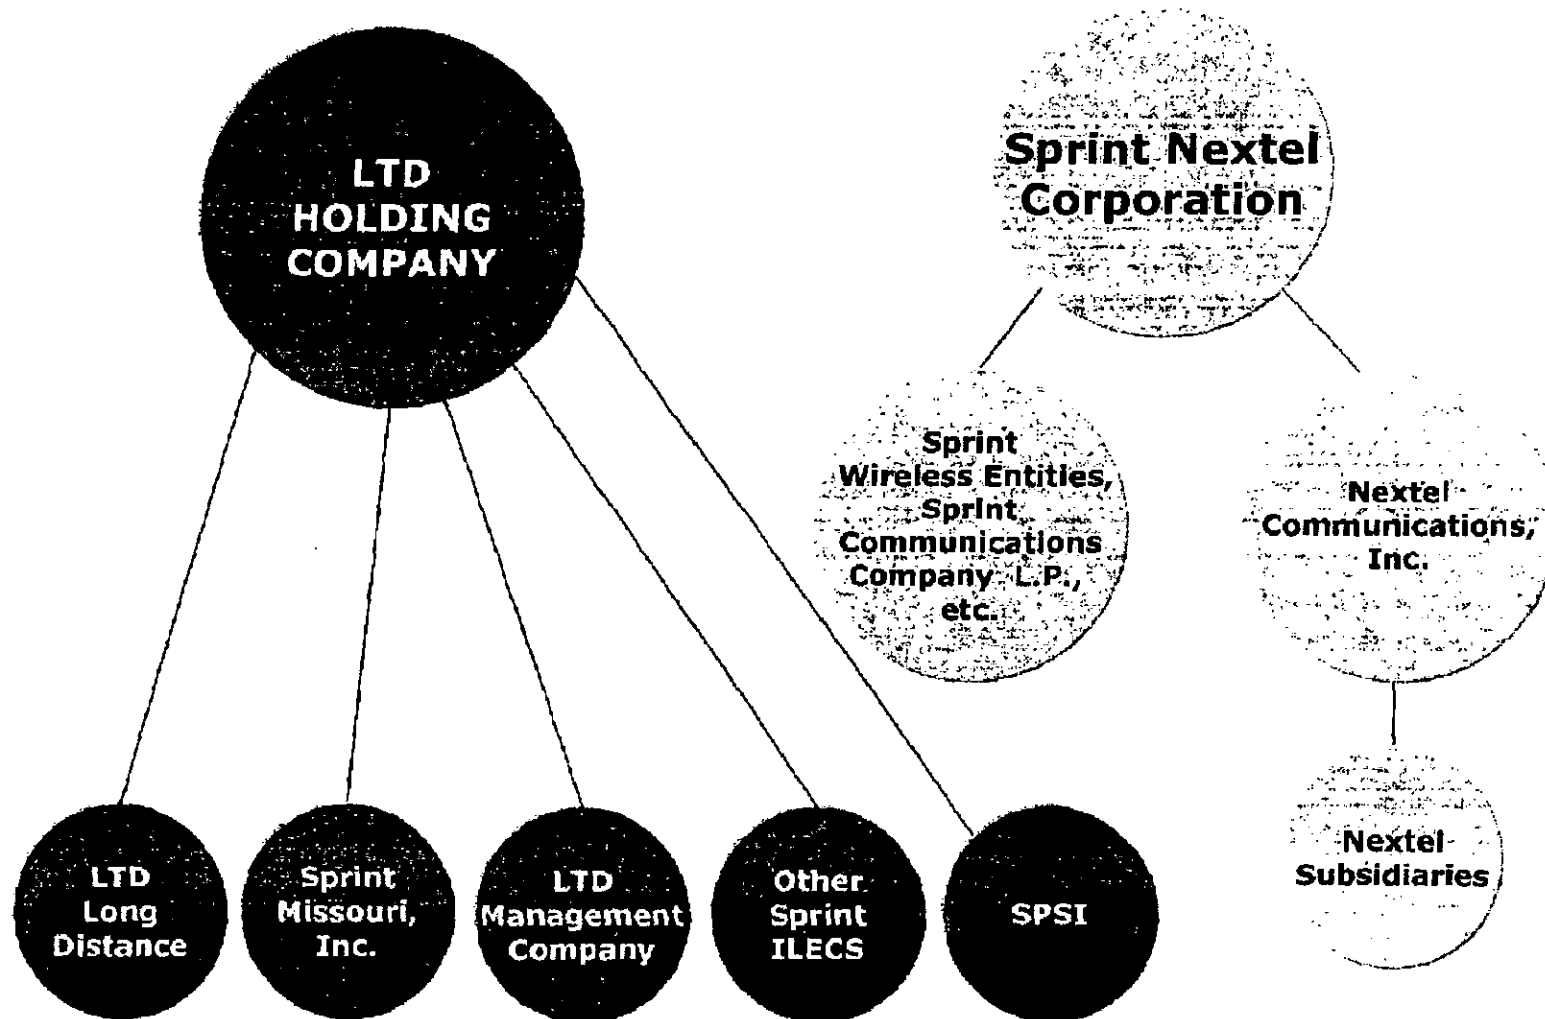 LTD
HOLDING
COMPANY
Sprint Nextel
Corporation
Sprint
Wireless Entities,
Sprint
Communications
Company L.P.,
etc.
Nextel
Communications,
Inc.
LTD
Long
Distance
Sprint
Missouri,
Inc.
LTD
Management
Company
Other
Sprint
ILECS
SPSI
Nextel
Subsidiaries